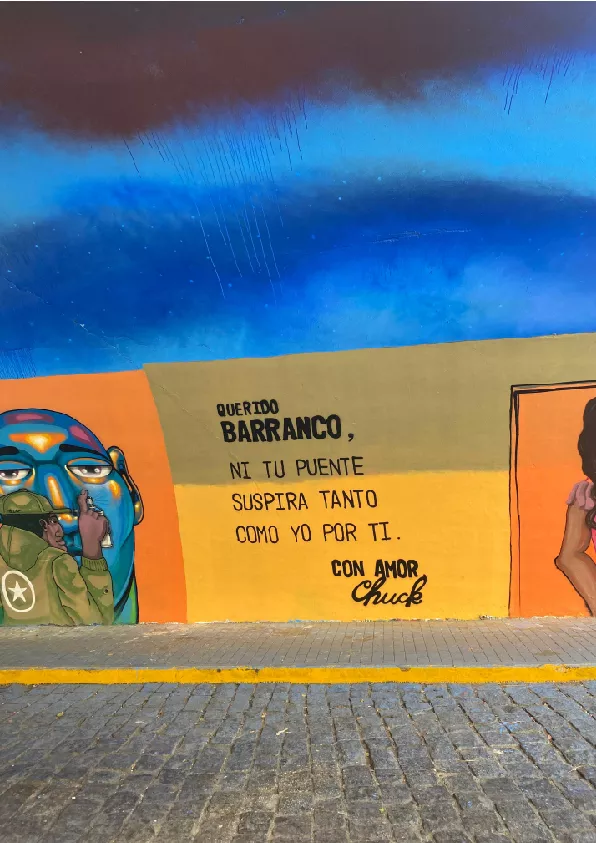 QUERIDO
BARRANCO,
NI TU PUENTE
SUSPIRA TANTO
COMO YO POR TI.
CON AMOR
Chuck